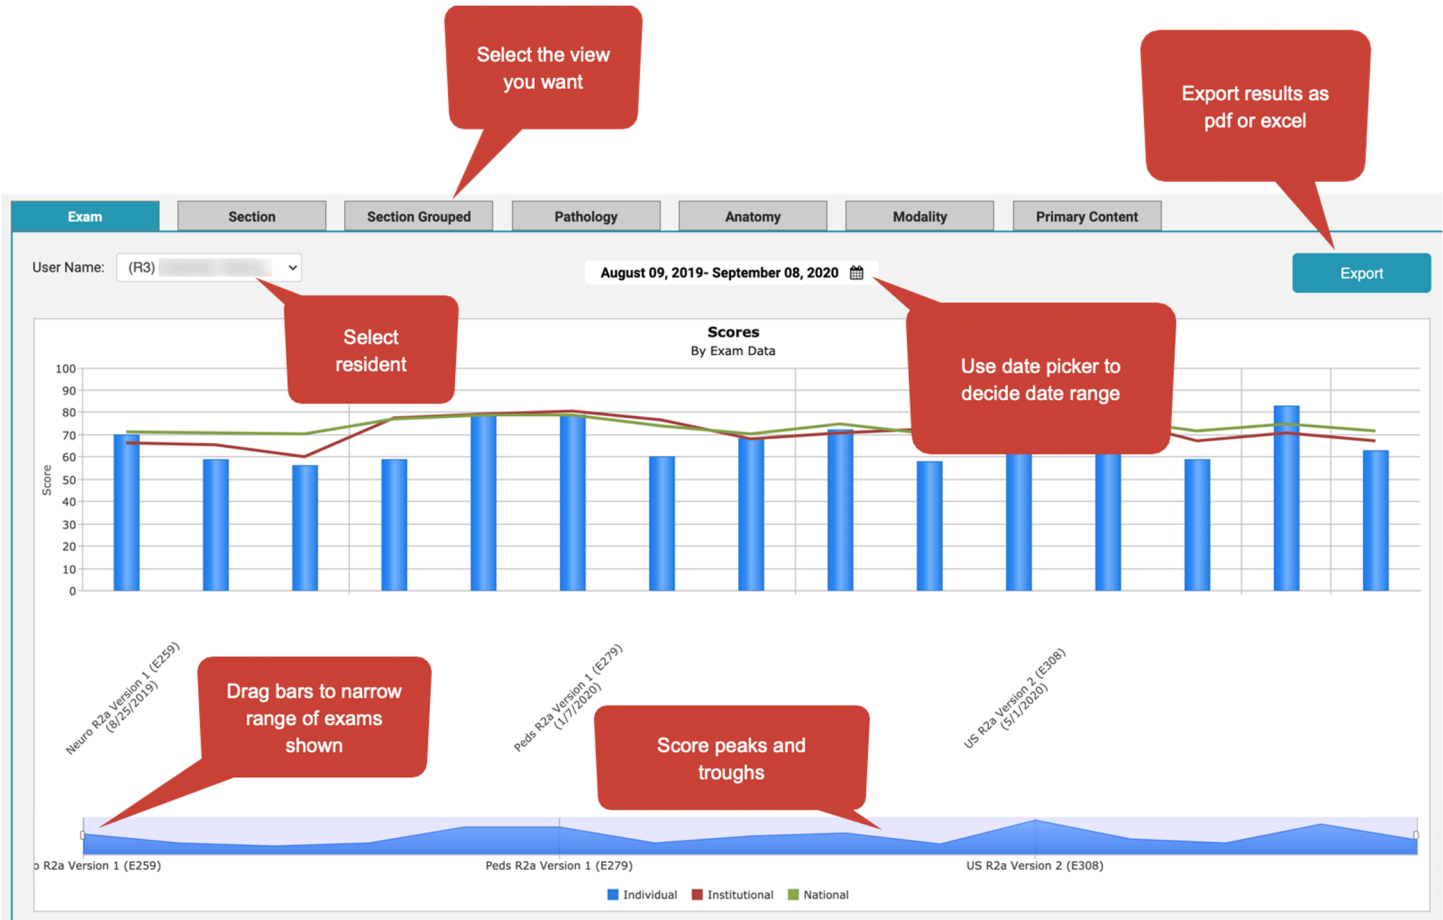 Select the view
you want
Export results as
pdf or excel
Exam
Section
Section Grouped
Pathology
Anatomy
Modality
Primary Content
User Name:
(R3)
August 09, 2019- September 08, 2020
Export
Select
resident
Use date picker to
decide date range
Scores
By Exam Data
100
90
80
70
60
50
40
30
20
10
0
Score
Neuro R2a Version 1 (E259)
(8/25/2019)
Peds R2a Version 1 (E279)
(1/7/2020)
US R2a Version 2 (E308)
(5/1/2020)
Drag bars to narrow
range of exams
shown
Score peaks and
troughs
o R2a Version 1 (E259)
Peds R2a Version 1 (E279)
US R2a Version 2 (E308)
Individual
Institutional
National